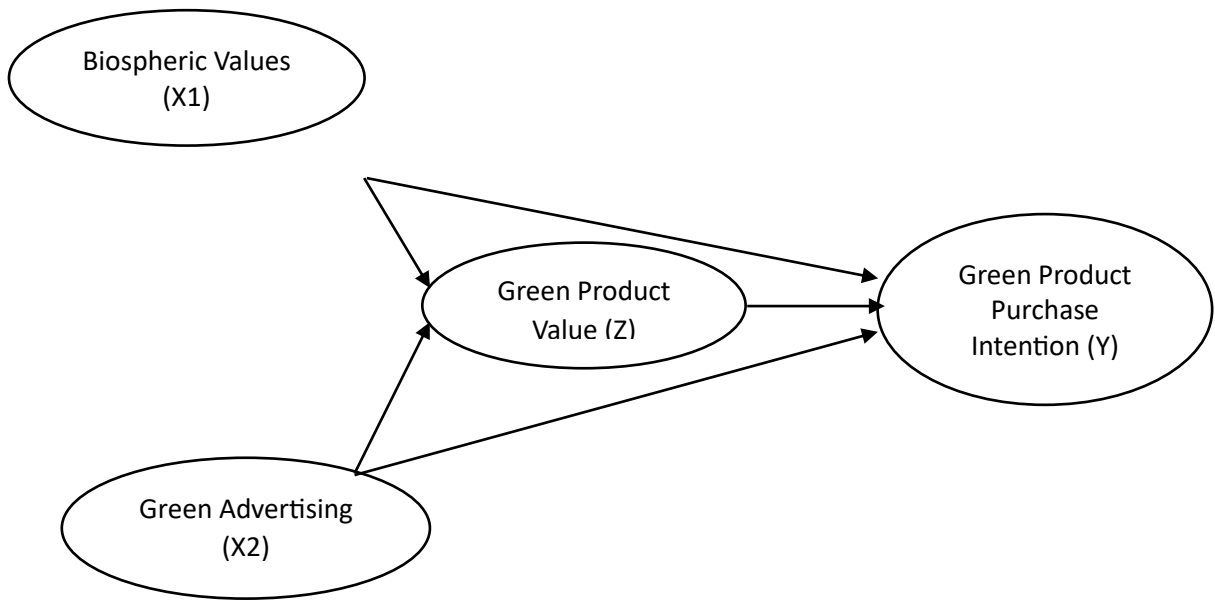 Biospheric Values
(X1)
Green Product
Value (Z)
Green Product
Purchase
Intention (Y)
Green Advertising
(X2)